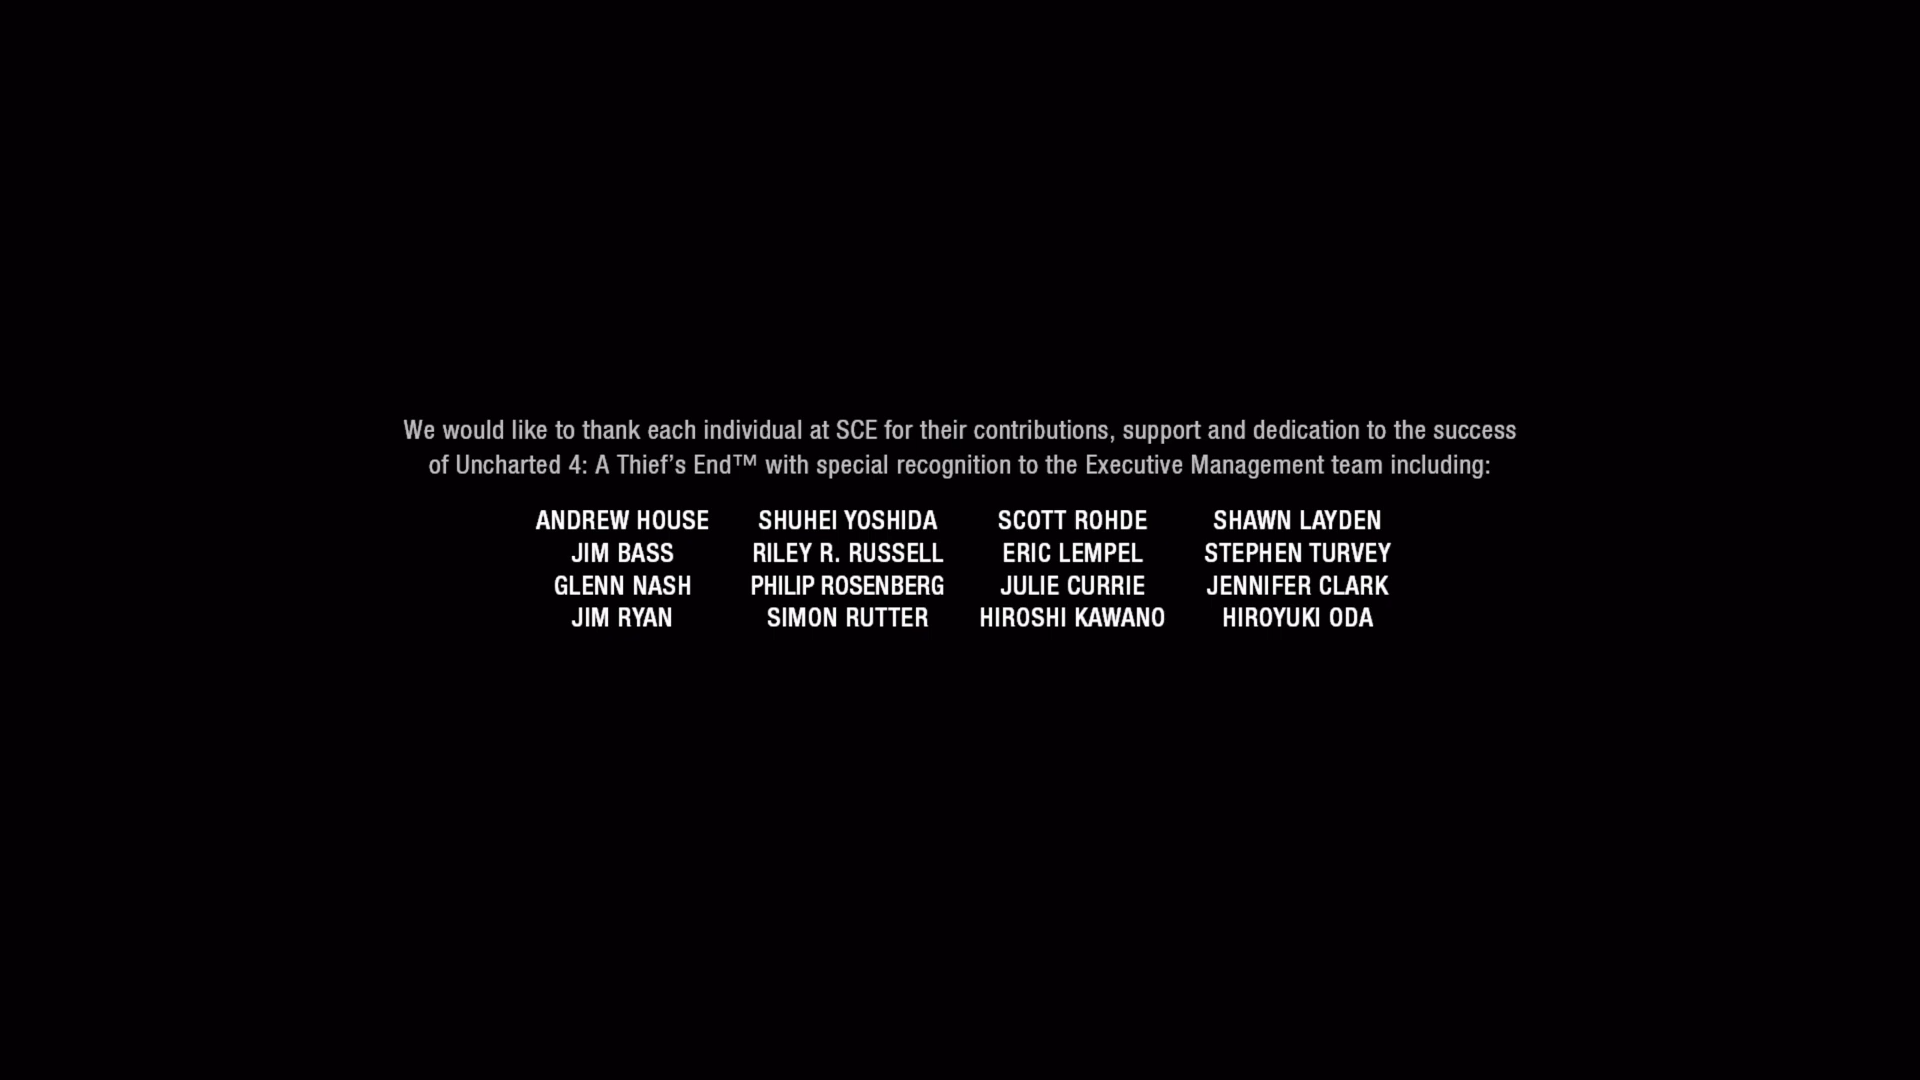 We would like to thank each individual at SCE for their contributions, support and dedication to the success
of Uncharted 4: A Thief's End™ with special recognition to the Executive Management team including:
ANDREW HOUSE SHUHEI YOSHIDA SCOTT ROHDE SHAWN LAYDEN
JIM BASS RILEY R. RUSSELL ERIC LEMPEL STEPHEN TURVEY
GLENN NASH PHILIP ROSENBERG JULIE CURRIE JENNIFER CLARK
JIM RYAN SIMON RUTTER HIROSHI KAWANO HIROYUKI ODA